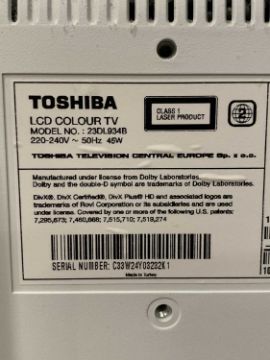 TOSHIBA
LCD COLOUR TV
MODEL NO. : 23DL934B
220-240V ~ 50Hz 45W
CLASS 1
LASER PRODUCT
TOSHIBA TELEVISION CENTRAL EUROPE Sp. z o.o.
Manufactured under license from Dolby Laboratories.
Dolby and the double-D symbol are trademarks of Dolby Laboratories.
DivX®, DivX Certified®, DivX Plus® HD and associated logos are
trademarks of Rovi Corporation or its subsidiaries and are used
under license. Covered by one or more of the following U.S. patents:
7,295,673; 7,460,668; 7,515,710; 7,519,274
SERIAL NUMBER: C33W24Y03232K1
Made in Turkey